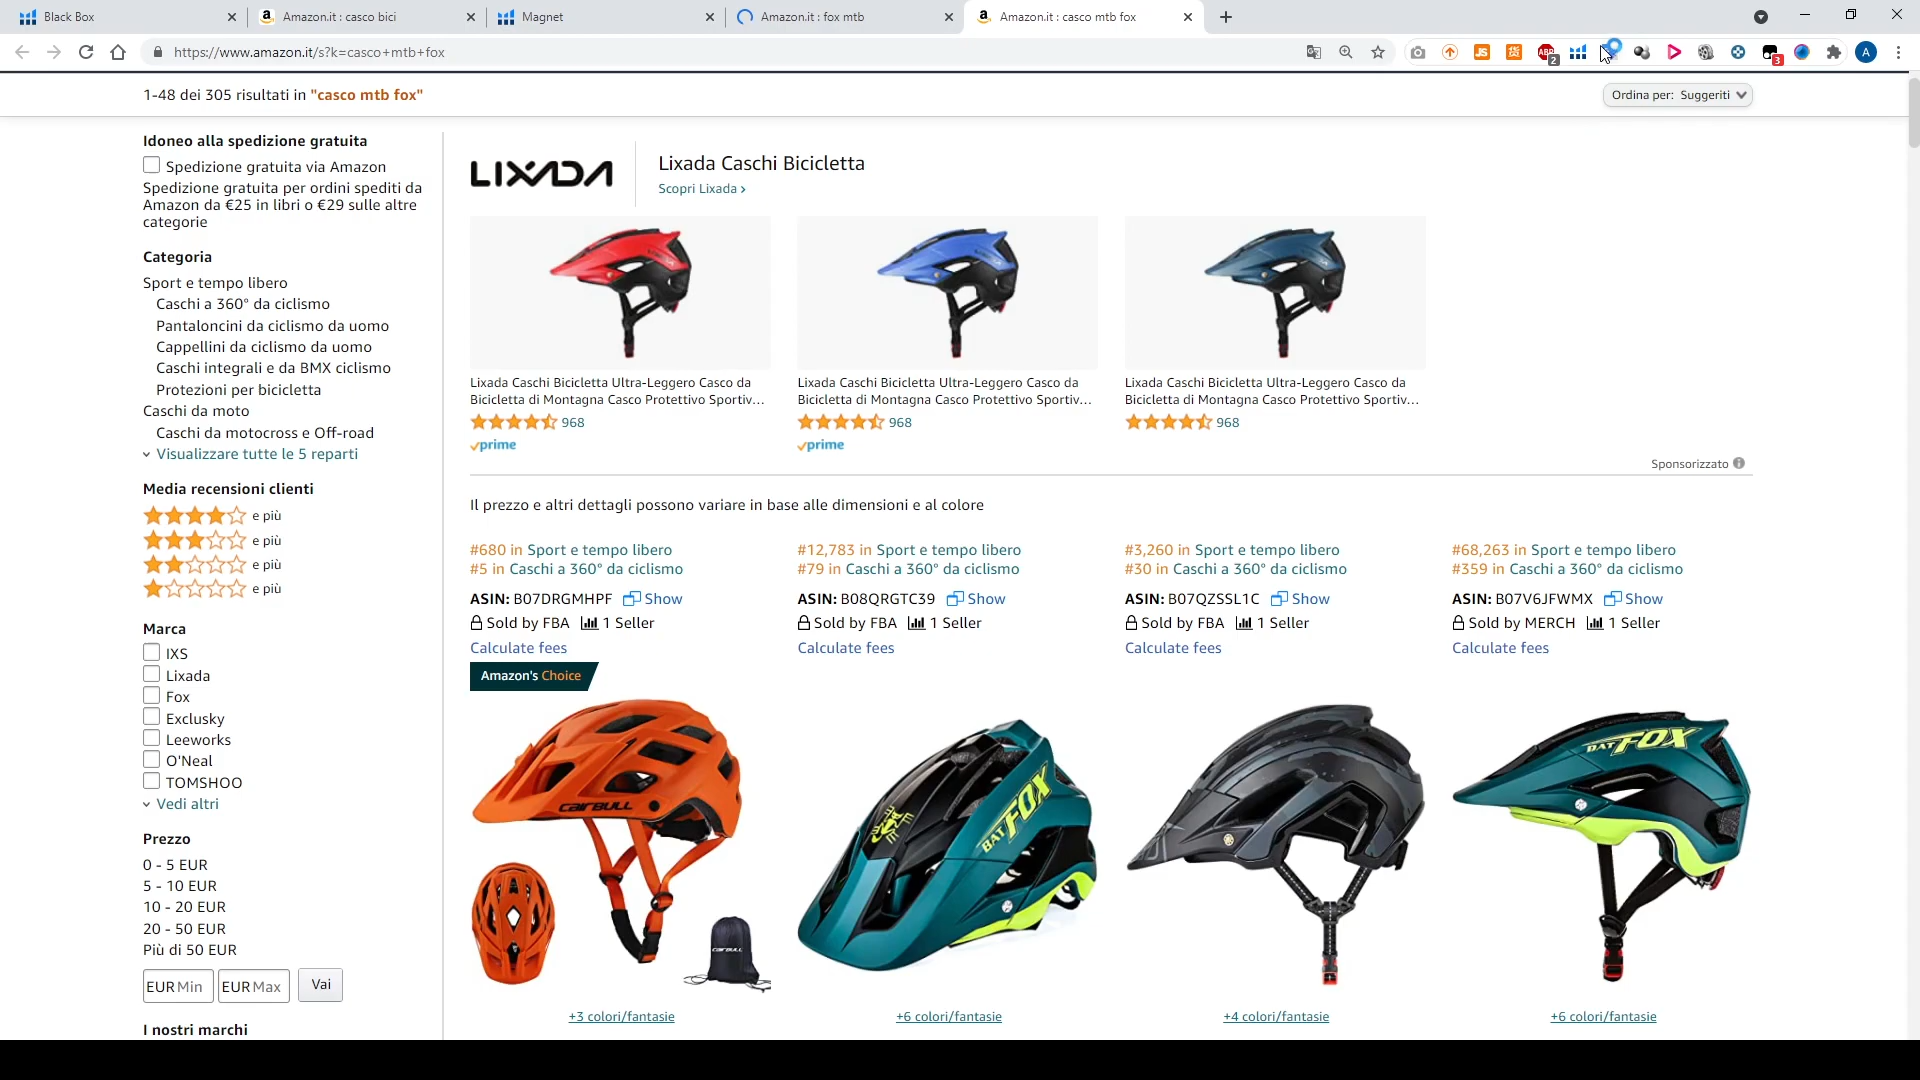 Black Box
Amazon.it : casco bici
Magnet
Amazon.it : fox mtb
Amazon.it : casco mtb fox
https://www.amazon.it/s?k=casco+mtb+fox
JS
ABP
2
3
A
1-48 dei 305 risultati in "casco mtb fox"
Ordina per: Suggeriti
Idoneo alla spedizione gratuita
Spedizione gratuita via Amazon
Spedizione gratuita per ordini spediti da
Amazon da €25 in libri o €29 sulle altre
categorie
Categoria
Sport e tempo libero
Caschi a 360° da ciclismo
Pantaloncini da ciclismo da uomo
Cappellini da ciclismo da uomo
Caschi integrali e da BMX ciclismo
Protezioni per bicicletta
Caschi da moto
Caschi da motocross e Off-road
Visualizzare tutte le 5 reparti
Media recensioni clienti
e più
e più
e più
e più
Marca
IXS
Lixada
Fox
Exclusky
Leeworks
O'Neal
TOMSHOO
Vedi altri
Prezzo
0 - 5 EUR
5 - 10 EUR
10 - 20 EUR
20 - 50 EUR
Più di 50 EUR
EUR Min
EUR Max
Vai
I nostri marchi
LIXADA
Lixada Caschi Bicicletta
Scopri Lixada ›
Lixada Caschi Bicicletta Ultra-Leggero Casco da
Bicicletta di Montagna Casco Protettivo Sportiv...
968
prime
Lixada Caschi Bicicletta Ultra-Leggero Casco da
Bicicletta di Montagna Casco Protettivo Sportiv...
968
prime
Lixada Caschi Bicicletta Ultra-Leggero Casco da
Bicicletta di Montagna Casco Protettivo Sportiv...
968
Sponsorizzato
Il prezzo e altri dettagli possono variare in base alle dimensioni e al colore
#680 in Sport e tempo libero
#5 in Caschi a 360° da ciclismo
ASIN: B07DRGMHPF Show
Sold by FBA 1 Seller
Calculate fees
Amazon's Choice
CAIRBULL
CAIRBULL
+3 colori/fantasie
#12,783 in Sport e tempo libero
#79 in Caschi a 360° da ciclismo
ASIN: B08QRGTC39 Show
Sold by FBA 1 Seller
Calculate fees
BAT FOX
+6 colori/fantasie
#3,260 in Sport e tempo libero
#30 in Caschi a 360° da ciclismo
ASIN: B07QZSSL1C Show
Sold by FBA 1 Seller
Calculate fees
+4 colori/fantasie
#68,263 in Sport e tempo libero
#359 in Caschi a 360° da ciclismo
ASIN: B07V6JFWMX Show
Sold by MERCH 1 Seller
Calculate fees
BAT FOX
+6 colori/fantasie